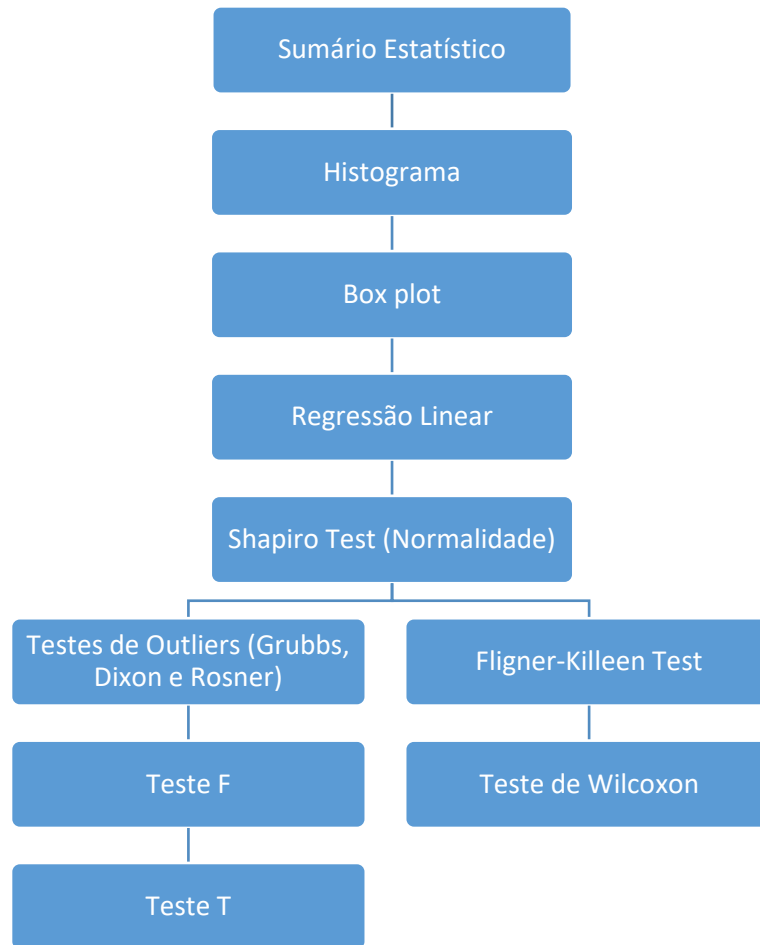 Sumário Estatístico
Histograma
Box plot
Regressão Linear
Shapiro Test (Normalidade)
Testes de Outliers (Grubbs,
Dixon e Rosner)
Fligner-Killeen Test
Teste F
Teste de Wilcoxon
Teste T